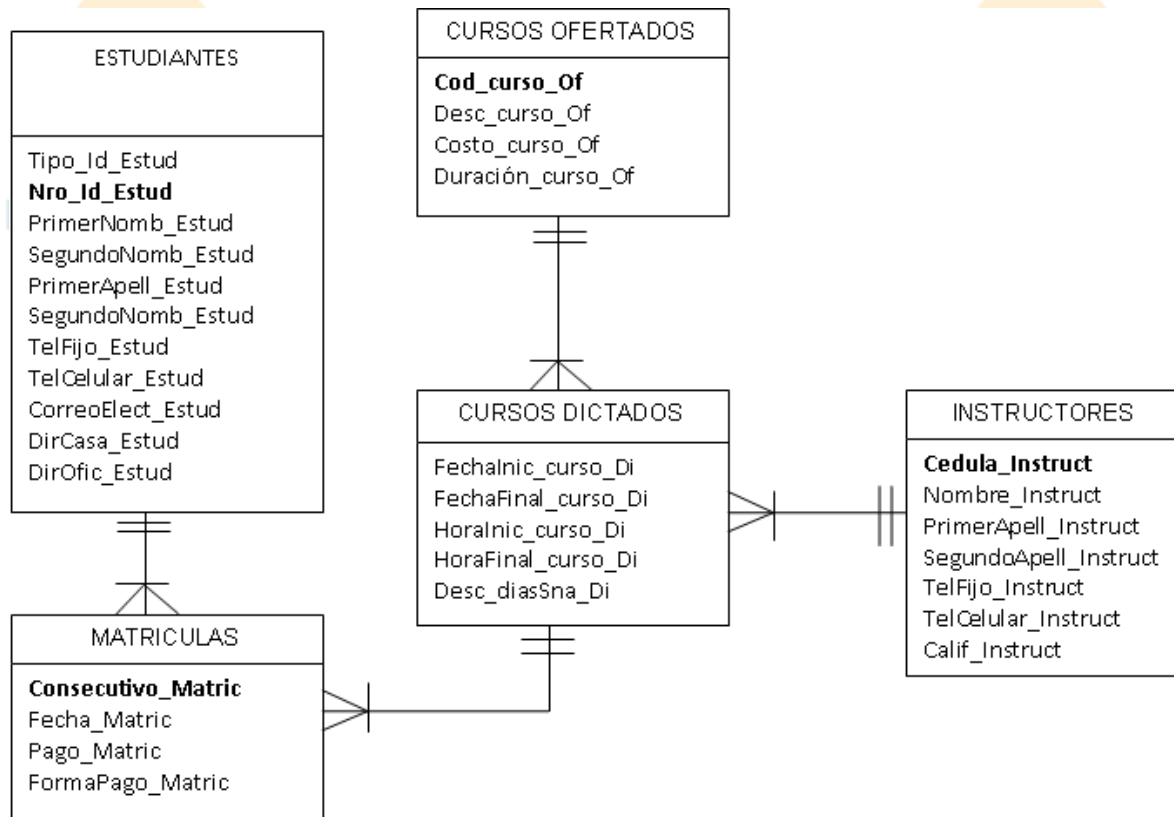 ESTUDIANTES
Tipo_Id_Estud
Nro_Id_Estud
PrimerNomb_Estud
SegundoNomb_Estud
PrimerApell_Estud
SegundoNomb_Estud
TelFijo_Estud
TelCelular_Estud
CorreoElect_Estud
DirCasa_Estud
DirOfic_Estud
CURSOS OFERTADOS
Cod_curso_Of
Desc_curso_Of
Costo_curso_Of
Duración_curso_Of
CURSOS DICTADOS
FechaInic_curso_Di
FechaFinal_curso_Di
HoraInic_curso_Di
HoraFinal_curso_Di
Desc_diasSna_Di
INSTRUCTORES
Cedula_Instruct
Nombre_Instruct
PrimerApell_Instruct
SegundoApell_Instruct
TelFijo_Instruct
TelCelular_Instruct
Calif_Instruct
MATRICULAS
Consecutivo_Matric
Fecha_Matric
Pago_Matric
FormaPago_Matric